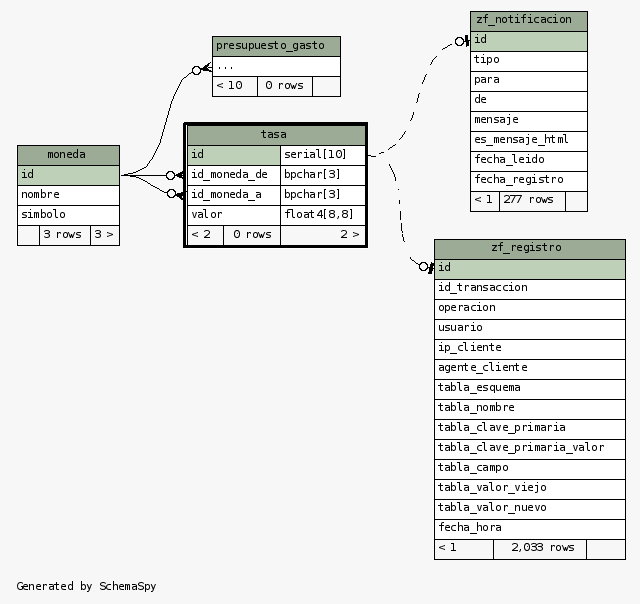 presupuesto_gasto
...
< 10 0 rows
zf_notificacion
id
tipo
para
de
mensaje
es_mensaje_html
fecha_leido
fecha_registro
< 1 277 rows
moneda
id
nombre
simbolo
3 rows 3 >
tasa
id serial[10]
id_moneda_de bpchar[3]
id_moneda_a bpchar[3]
valor float4[8,8]
< 2 0 rows 2 >
zf_registro
id
id_transaccion
operacion
usuario
ip_cliente
agente_cliente
tabla_esquema
tabla_nombre
tabla_clave_primaria
tabla_clave_primaria_valor
tabla_campo
tabla_valor_viejo
tabla_valor_nuevo
fecha_hora
< 1 2,033 rows
Generated by SchemaSpy